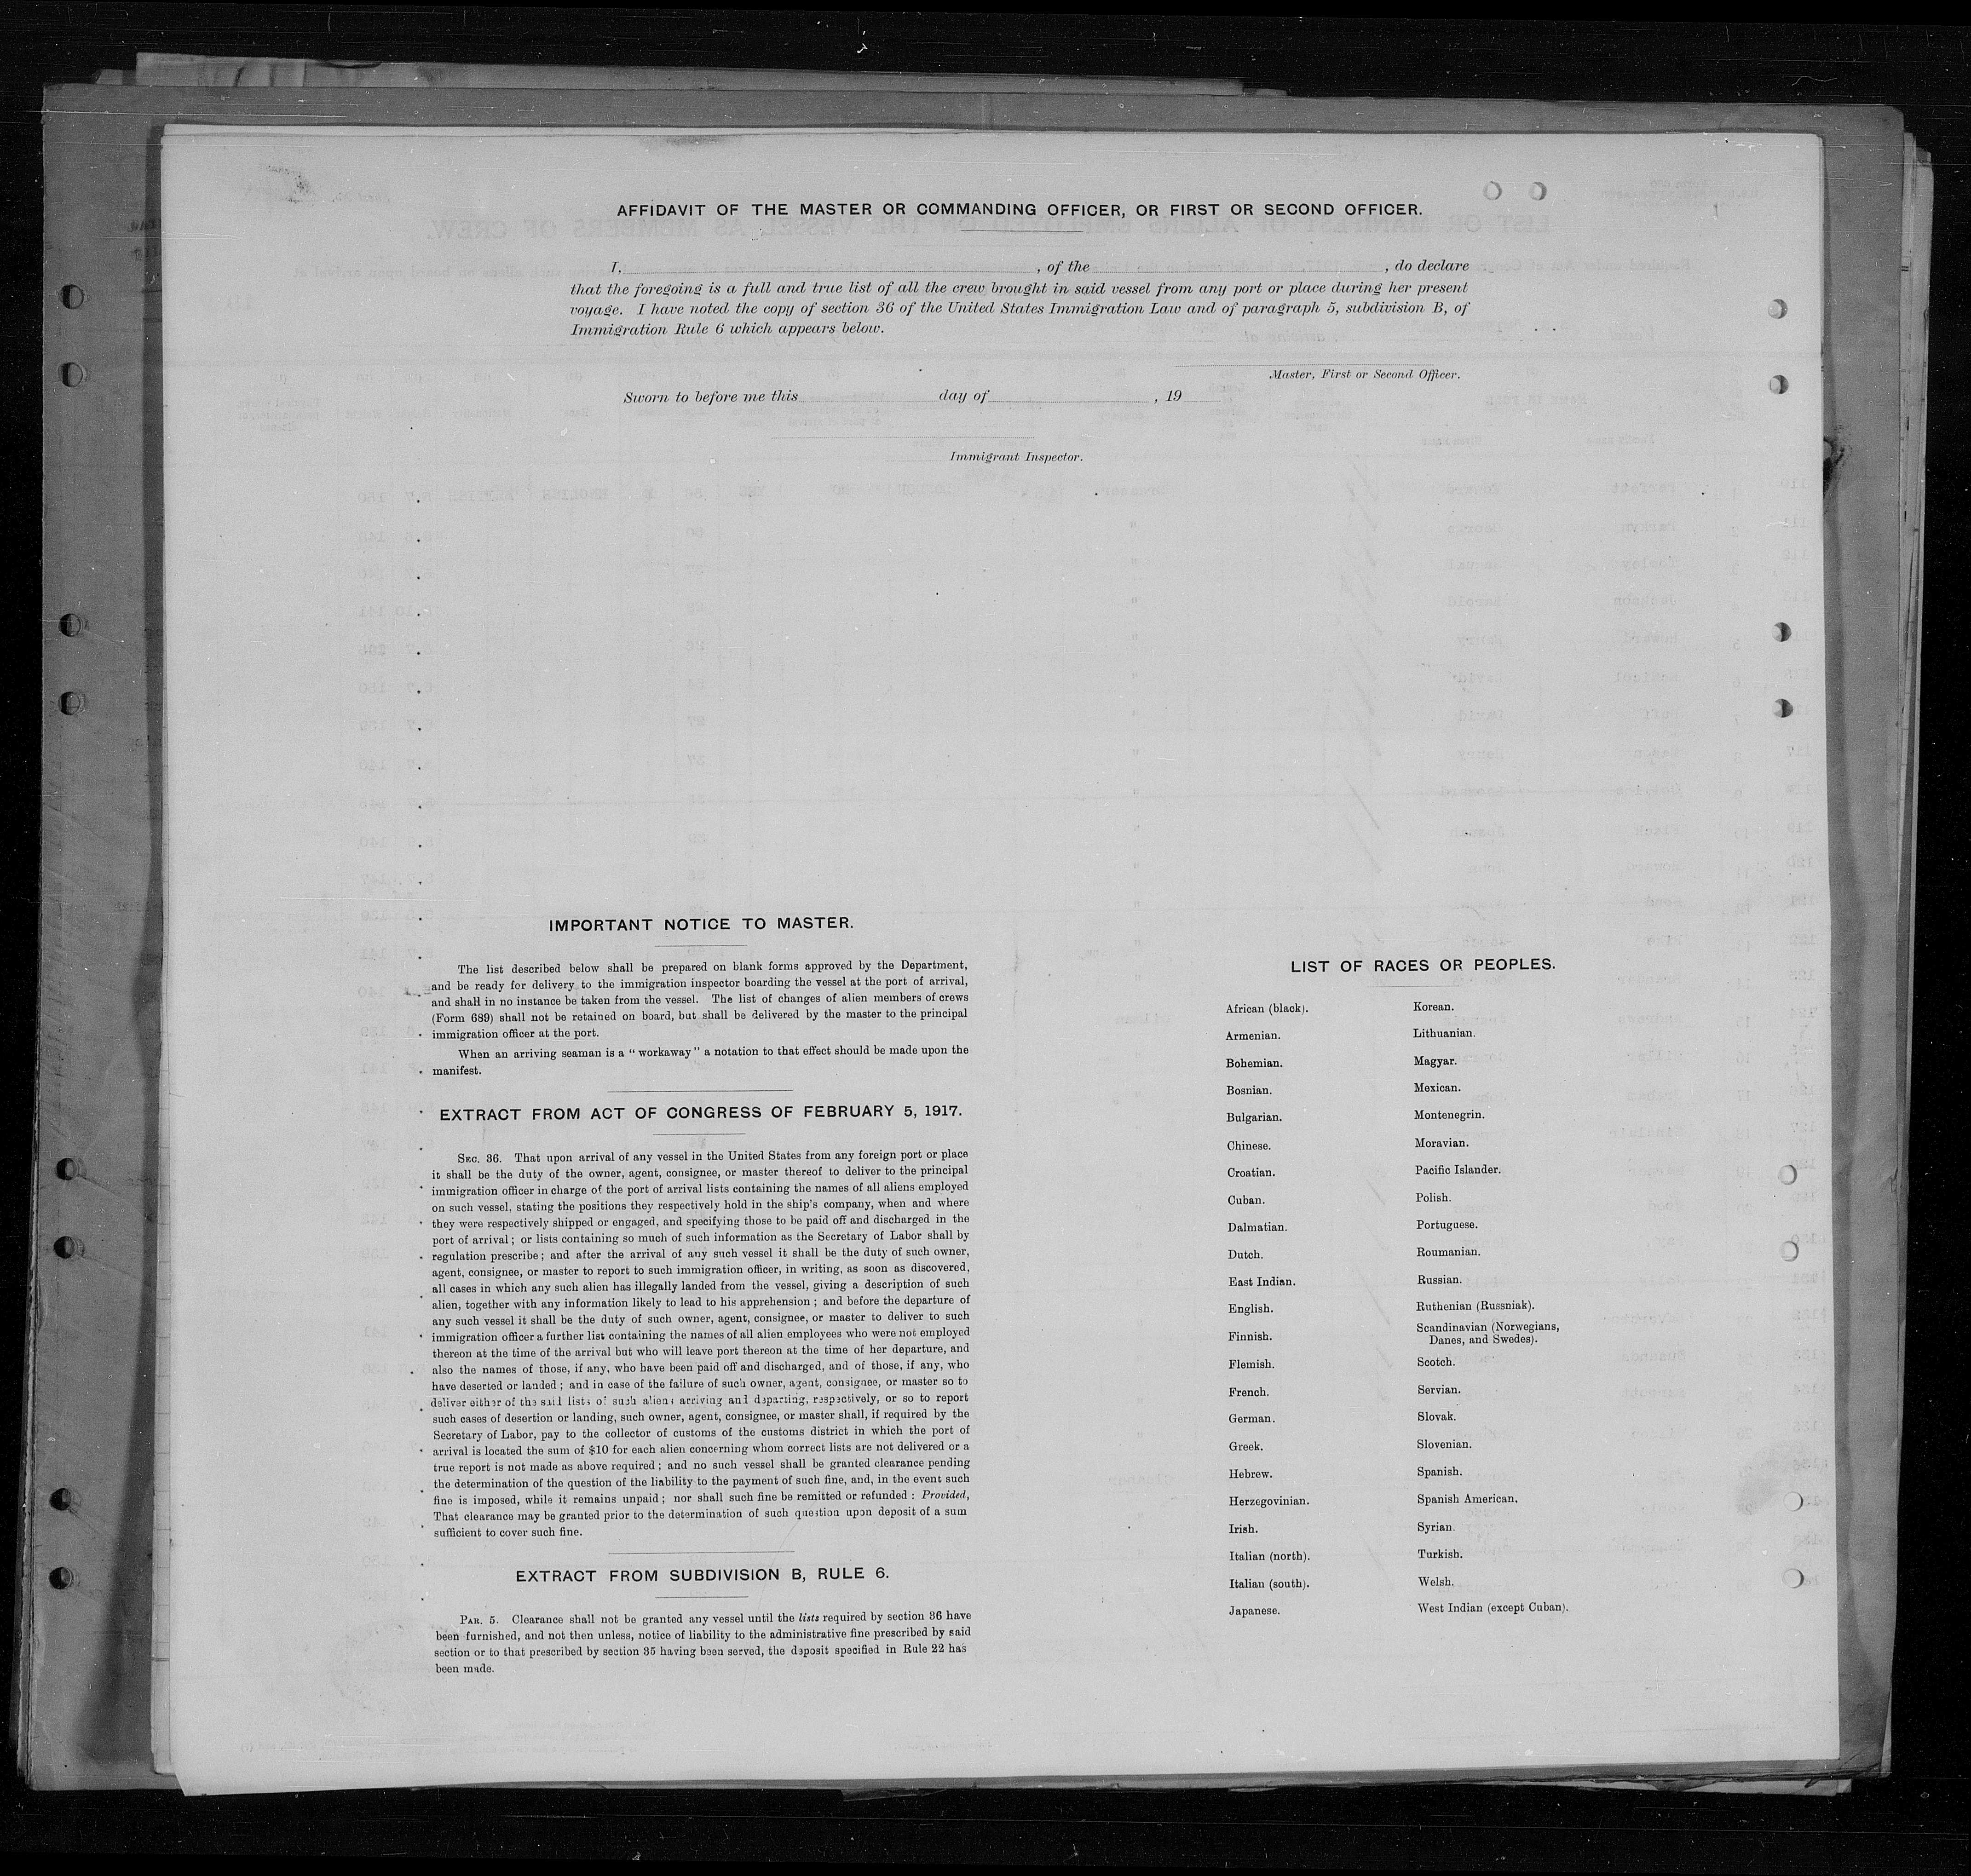 AFFIDAVIT OF THE MASTER OR COMMANDING OFFICER, OR FIRST OR SECOND OFFICER.
I, , of the , do declare
that the foregoing is a full and true list of all the crew brought in said vessel from any port or place during her present
voyage. I have noted the copy of section 36 of the United States Immigration Law and of paragraph 5, subdivision B, of
Immigration Rule 6 which appears below.
Master, First or Second Officer.
Sworn to before me this day of , 19
Immigrant Inspector.
IMPORTANT NOTICE TO MASTER.
The list described below shall be prepared on blank forms approved by the Department,
and be ready for delivery to the immigration inspector boarding the vessel at the port of arrival,
and shall in no instance be taken from the vessel. The list of changes of alien members of crews
(Form 689) shall not be retained on board, but shall be delivered by the master to the principal
immigration officer at the port.
When an arriving seaman is a "workaway" a notation to that effect should be made upon the
manifest.
EXTRACT FROM ACT OF CONGRESS OF FEBRUARY 5, 1917.
SEC. 36. That upon arrival of any vessel in the United States from any foreign port or place
it shall be the duty of the owner, agent, consignee, or master thereof to deliver to the principal
immigration officer in charge of the port of arrival lists containing the names of all aliens employed
on such vessel, stating the positions they respectively hold in the ship's company, when and where
they were respectively shipped or engaged, and specifying those to be paid off and discharged in the
port of arrival; or lists containing so much of such information as the Secretary of Labor shall by
regulation prescribe; and after the arrival of any such vessel it shall be the duty of such owner,
agent, consignee, or master to report to such immigration officer, in writing, as soon as discovered,
all cases in which any such alien has illegally landed from the vessel, giving a description of such
alien, together with any information likely to lead to his apprehension; and before the departure of
any such vessel it shall be the duty of such owner, agent, consignee, or master to deliver to such
immigration officer a further list containing the names of all alien employees who were not employed
thereon at the time of the arrival but who will leave port thereon at the time of her departure, and
also the names of those, if any, who have been paid off and discharged, and of those, if any, who
have deserted or landed; and in case of the failure of such owner, agent, consignee, or master so to
deliver either of the said lists of such aliens arriving and departing, respectively, or so to report
such cases of desertion or landing, such owner, agent, consignee, or master shall, if required by the
Secretary of Labor, pay to the collector of customs of the customs district in which the port of
arrival is located the sum of $10 for each alien concerning whom correct lists are not delivered or a
true report is not made as above required; and no such vessel shall be granted clearance pending
the determination of the question of the liability to the payment of such fine, and, in the event such
fine is imposed, while it remains unpaid; nor shall such fine be remitted or refunded: Provided,
That clearance may be granted prior to the determination of such question upon deposit of a sum
sufficient to cover such fine.
EXTRACT FROM SUBDIVISION B, RULE 6.
PAR. 5. Clearance shall not be granted any vessel until the lists required by section 36 have
been furnished, and not then unless, notice of liability to the administrative fine prescribed by said
section or to that prescribed by section 35 having been served, the deposit specified in Rule 22 has
been made.
LIST OF RACES OR PEOPLES.
African (black).
Armenian.
Bohemian.
Bosnian.
Bulgarian.
Chinese.
Croatian.
Cuban.
Dalmatian.
Dutch.
East Indian.
English.
Finnish.
Flemish.
French.
German.
Greek.
Hebrew.
Herzegovinian.
Irish.
Italian (north).
Italian (south).
Japanese.
Korean.
Lithuanian.
Magyar.
Mexican.
Montenegrin.
Moravian.
Pacific Islander.
Polish.
Portuguese.
Roumanian.
Russian.
Ruthenian (Russniak).
Scandinavian (Norwegians,
Danes, and Swedes).
Scotch.
Servian.
Slovak.
Slovenian.
Spanish.
Spanish American.
Syrian.
Turkish.
Welsh.
West Indian (except Cuban).